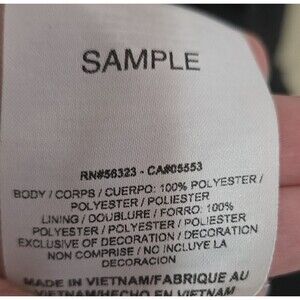 SAMPLE
RN#56323 - CA#05553
BODY / CORPS / CUERPO: 100% POLYESTER /
POLYESTER / POLIESTER
LINING / DOUBLURE / FORRO: 100%
POLYESTER / POLYESTER / POLIESTER
EXCLUSIVE OF DECORATION / DECORATION
NON COMPRISE / NO INCLUYE LA
DECORACION
MADE IN VIETNAM/FABRIQUE AU
VIETNAM/HECHO EN VIETNAM